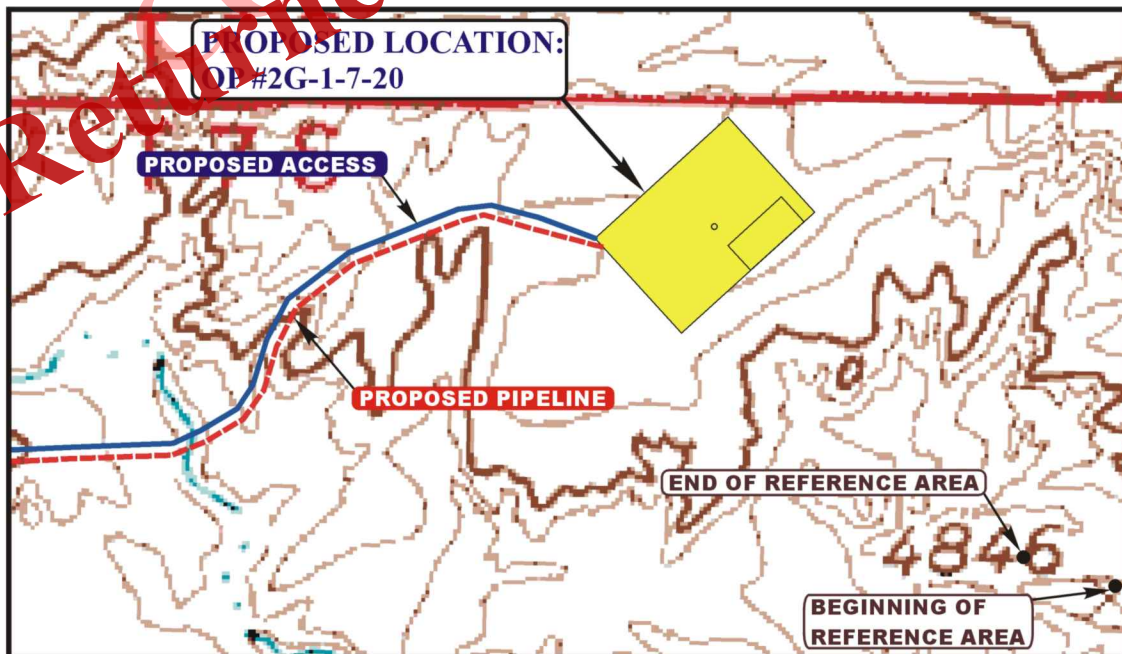 Returne
PROPOSED LOCATION:
OP #2G-1-7-20
PROPOSED ACCESS
PROPOSED PIPELINE
END OF REFERENCE AREA
4846
BEGINNING OF
REFERENCE AREA